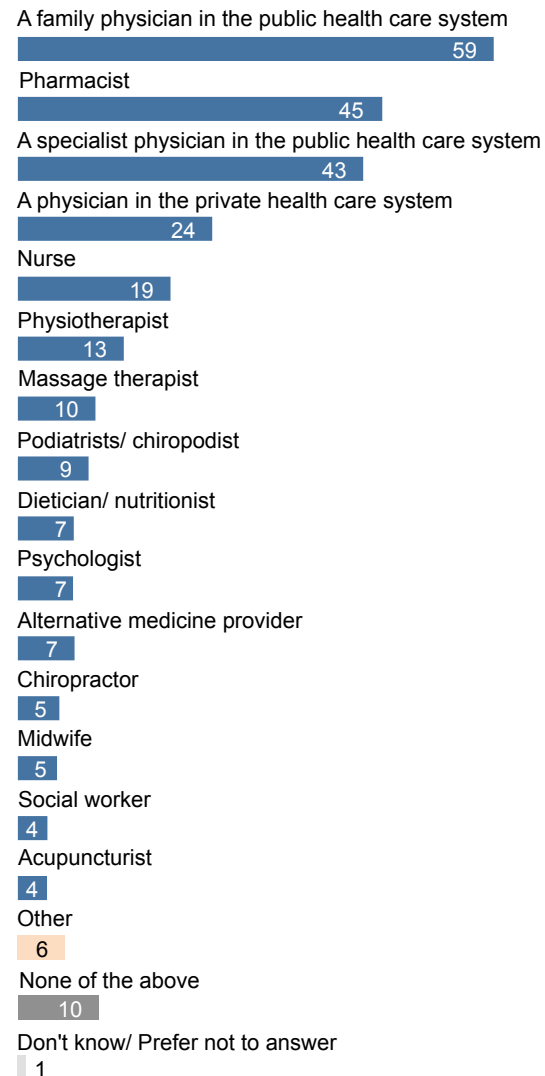 A family physician in the public health care system
59
Pharmacist
45
A specialist physician in the public health care system
43
A physician in the private health care system
24
Nurse
19
Physiotherapist
13
Massage therapist
10
Podiatrists/ chiropodist
9
Dietician/ nutritionist
7
Psychologist
7
Alternative medicine provider
7
Chiropractor
5
Midwife
5
Social worker
4
Acupuncturist
4
Other
6
None of the above
10
Don't know/ Prefer not to answer
1